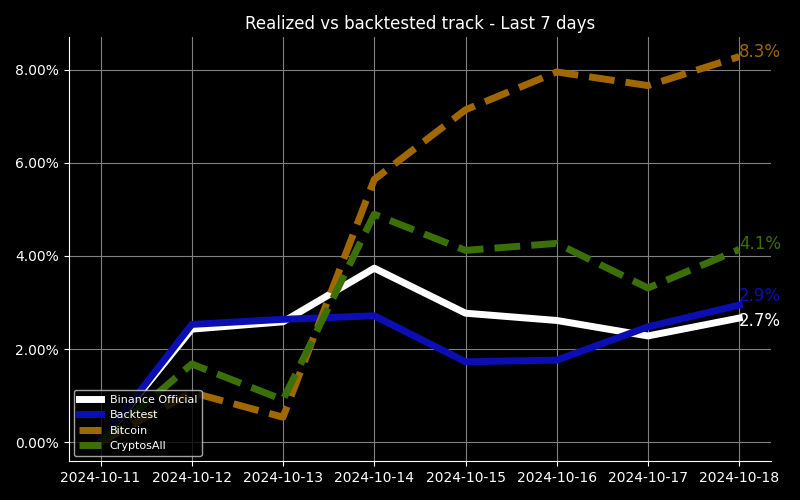 Realized vs backtested track - Last 7 days
8.00%
6.00%
4.00%
2.00%
0.00%
8.3%
4.1%
2.9%
2.7%
Binance Official
Backtest
Bitcoin
CryptosAll
2024-10-11 2024-10-12 2024-10-13 2024-10-14 2024-10-15 2024-10-16 2024-10-17 2024-10-18